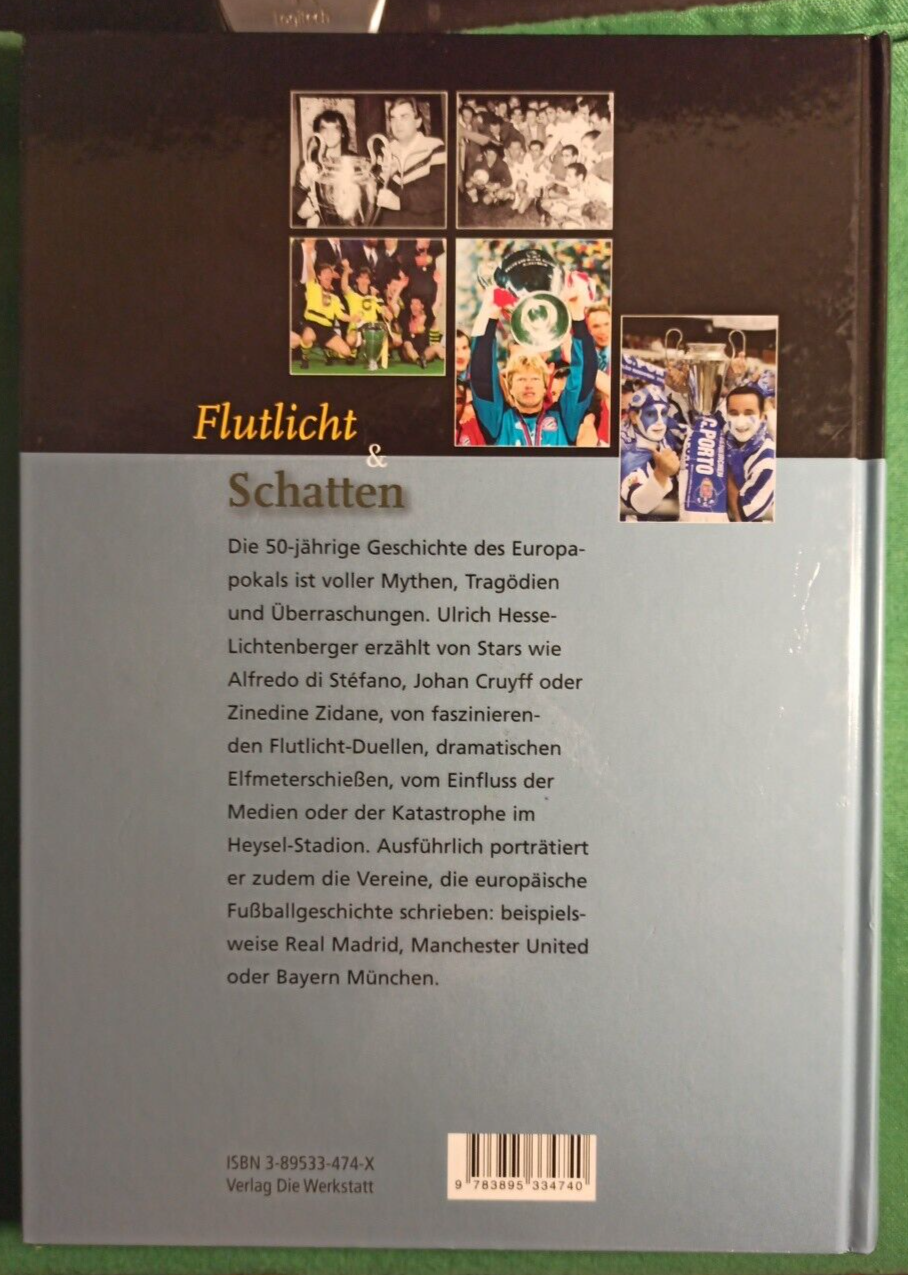 Logitech
C.PORTO
Flutlicht
&
Schatten
Die 50-jährige Geschichte des Europa-
pokals ist voller Mythen, Tragödien
und Überraschungen. Ulrich Hesse-
Lichtenberger erzählt von Stars wie
Alfredo di Stéfano, Johan Cruyff oder
Zinedine Zidane, von faszinieren-
den Flutlicht-Duellen, dramatischen
Elfmeterschießen, vom Einfluss der
Medien oder der Katastrophe im
Heysel-Stadion. Ausführlich porträtiert
er zudem die Vereine, die europäische
Fußballgeschichte schrieben: beispiels-
weise Real Madrid, Manchester United
oder Bayern München.
ISBN 3-89533-474-X
Verlag Die Werkstatt
9 783895 334740